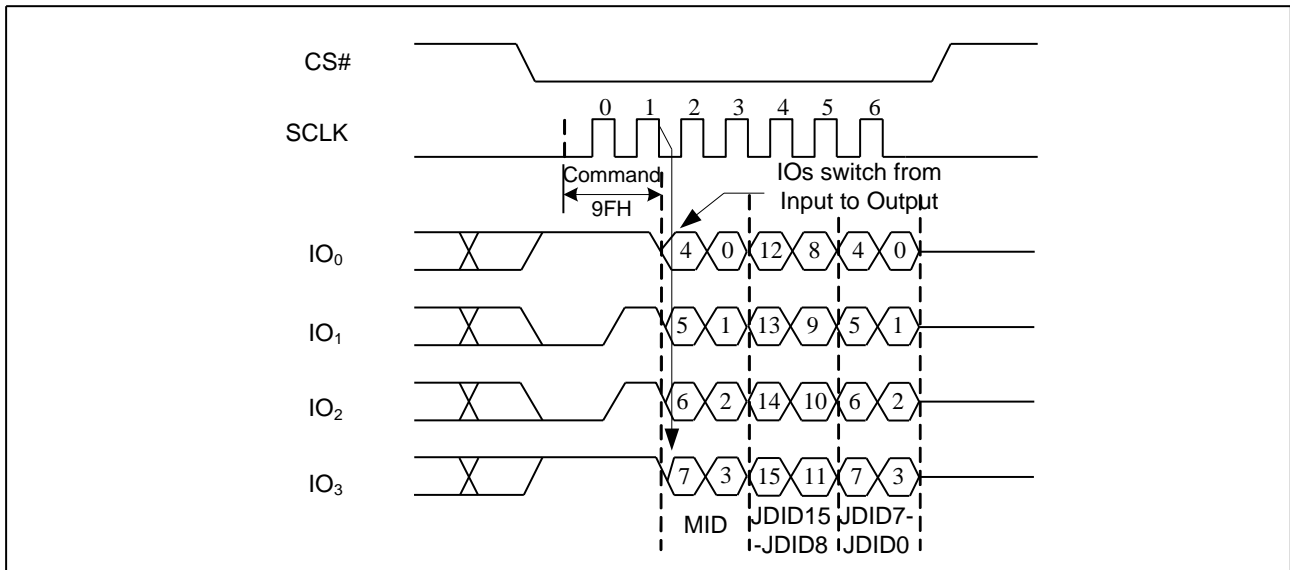 CS#
0 1 2 3 4 5 6
SCLK
Command
9FH
IOs switch from
Input to Output
IO₀
4 0 12 8 4 0
IO₁
5 1 13 9 5 1
IO₂
6 2 14 10 6 2
IO₃
7 3 15 11 7 3
MID
JDID15
-JDID8
JDID7-
JDID0